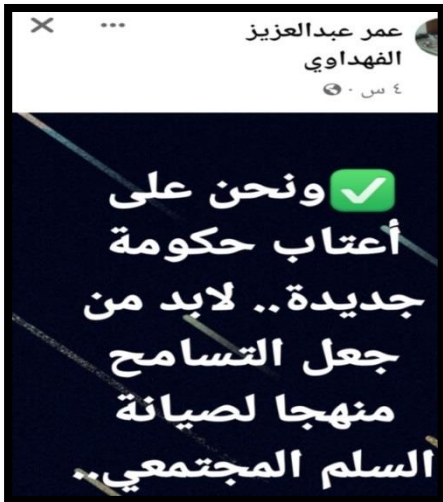 عمر عبدالعزيز
الفهداوي
٤ س ·
✅ونحن على
أعتاب حكومة
جديدة.. لابد من
جعل التسامح
منهجا لصيانة
السلم المجتمعي..